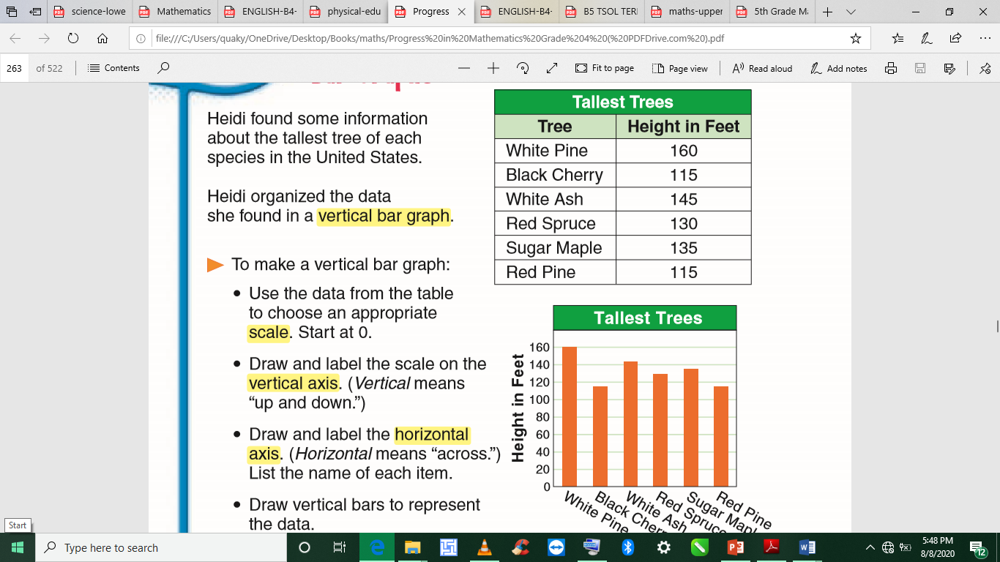 science-lowe
Mathematics
ENGLISH-B4-
physical-edu
Progress
ENGLISH-B4-
B5 TSOL TERI
maths-upper
5th Grade Ma
file:///C:/Users/quaky/OneDrive/Desktop/Books/maths/Progress%20in%20Mathematics%20Grade%204%20(%20PDFDrive.com%20).pdf
263 of 522
Contents
Fit to page
Page view
Read aloud
Add notes
Heidi found some information
about the tallest tree of each
species in the United States.
Heidi organized the data
she found in a vertical bar graph.
To make a vertical bar graph:
• Use the data from the table
to choose an appropriate
scale. Start at 0.
• Draw and label the scale on the
vertical axis. (Vertical means
“up and down.”)
• Draw and label the horizontal
axis. (Horizontal means “across.”)
List the name of each item.
• Draw vertical bars to represent
the data.
Tallest Trees
Tree Height in Feet
White Pine 160
Black Cherry 115
White Ash 145
Red Spruce 130
Sugar Maple 135
Red Pine 115
Tallest Trees
Height in Feet
160
140
120
100
80
60
40
20
0
White Pine
Black Cherry
White Ash
Red Spruce
Sugar Maple
Red Pine
Start
Type here to search
5:48 PM
8/8/2020
12